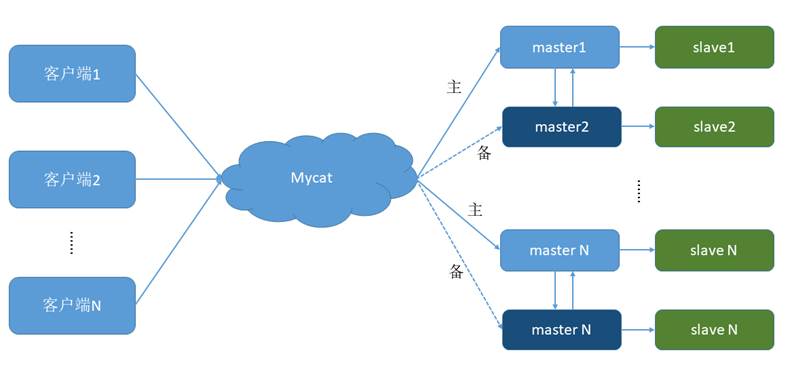 客户端1
客户端2
客户端N
Mycat
主
备
主
备
master1
slave1
master2
slave2
master N
slave N
master N
slave N